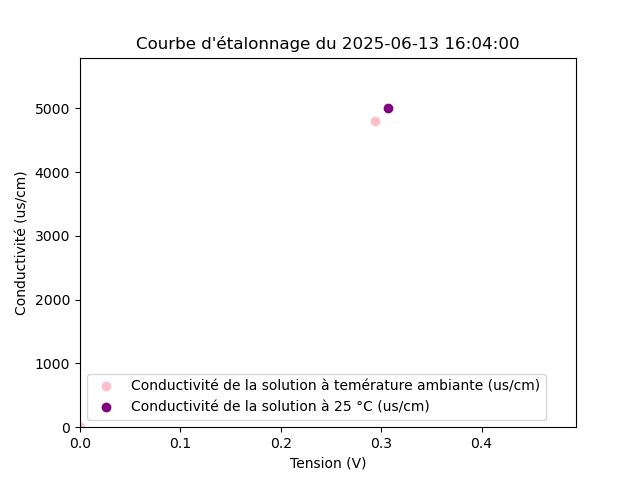 Courbe d'étalonnage du 2025-06-13 16:04:00
Conductivité (us/cm)
5000
4000
3000
2000
1000
0
Conductivité de la solution à temérature ambiante (us/cm)
Conductivité de la solution à 25 °C (us/cm)
0.0 0.1 0.2 0.3 0.4
Tension (V)